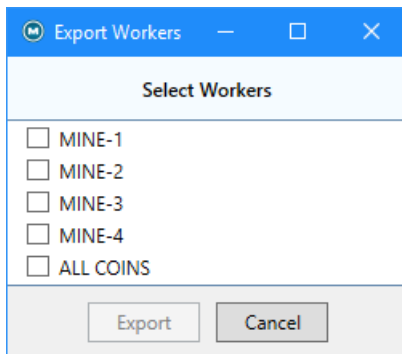 Export Workers
Select Workers
MINE-1
MINE-2
MINE-3
MINE-4
ALL COINS
Export Cancel